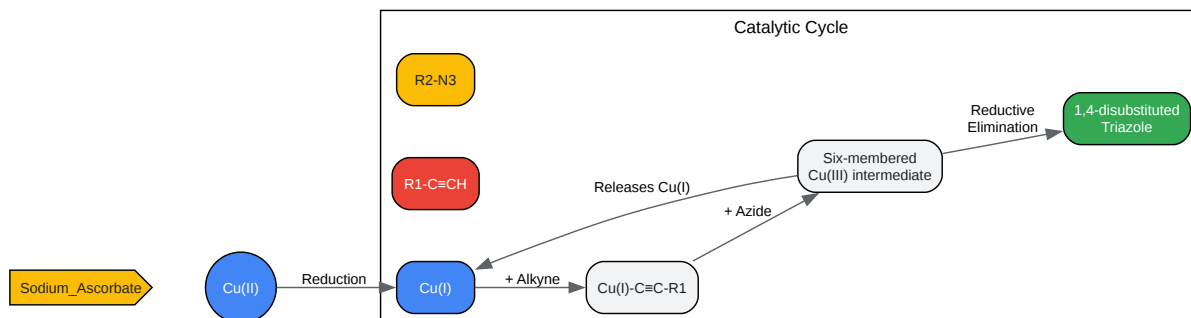 Catalytic Cycle
R2-N3
Reductive
Elimination
1,4-disubstituted
Triazole
Six-membered
Cu(III) intermediate
R1-C≡CH
Releases Cu(I)
+ Azide
Sodium_Ascorbate
Cu(II)
Reduction
Cu(I)
+ Alkyne
Cu(I)-C≡C-R1